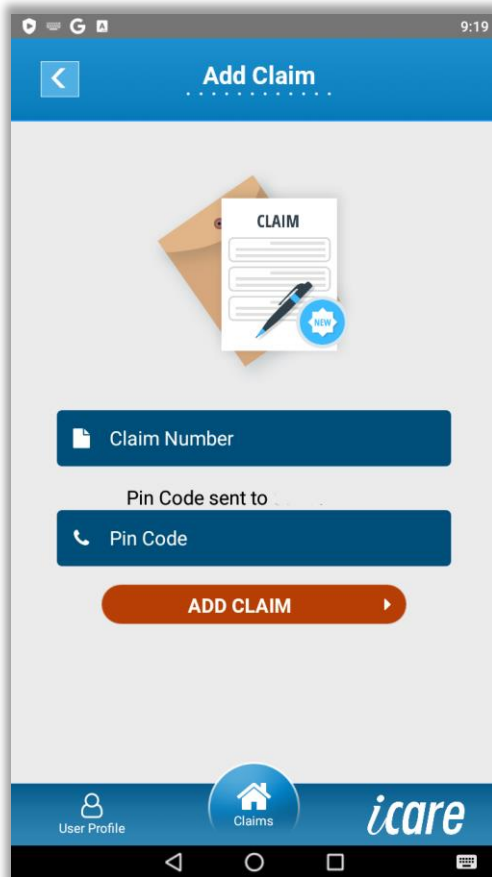 9:19
Add Claim
CLAIM
NEW
Claim Number
Pin Code sent to
Pin Code
ADD CLAIM
User Profile
Claims
icare